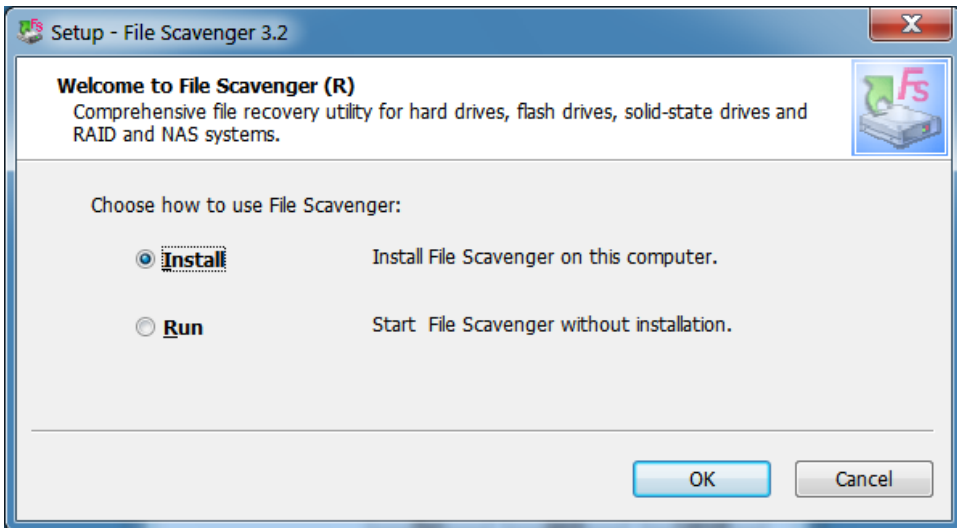 Setup - File Scavenger 3.2
Welcome to File Scavenger (R)
Comprehensive file recovery utility for hard drives, flash drives, solid-state drives and
RAID and NAS systems.
Fs
Choose how to use File Scavenger:
Install Install File Scavenger on this computer.
Run Start File Scavenger without installation.
OK Cancel